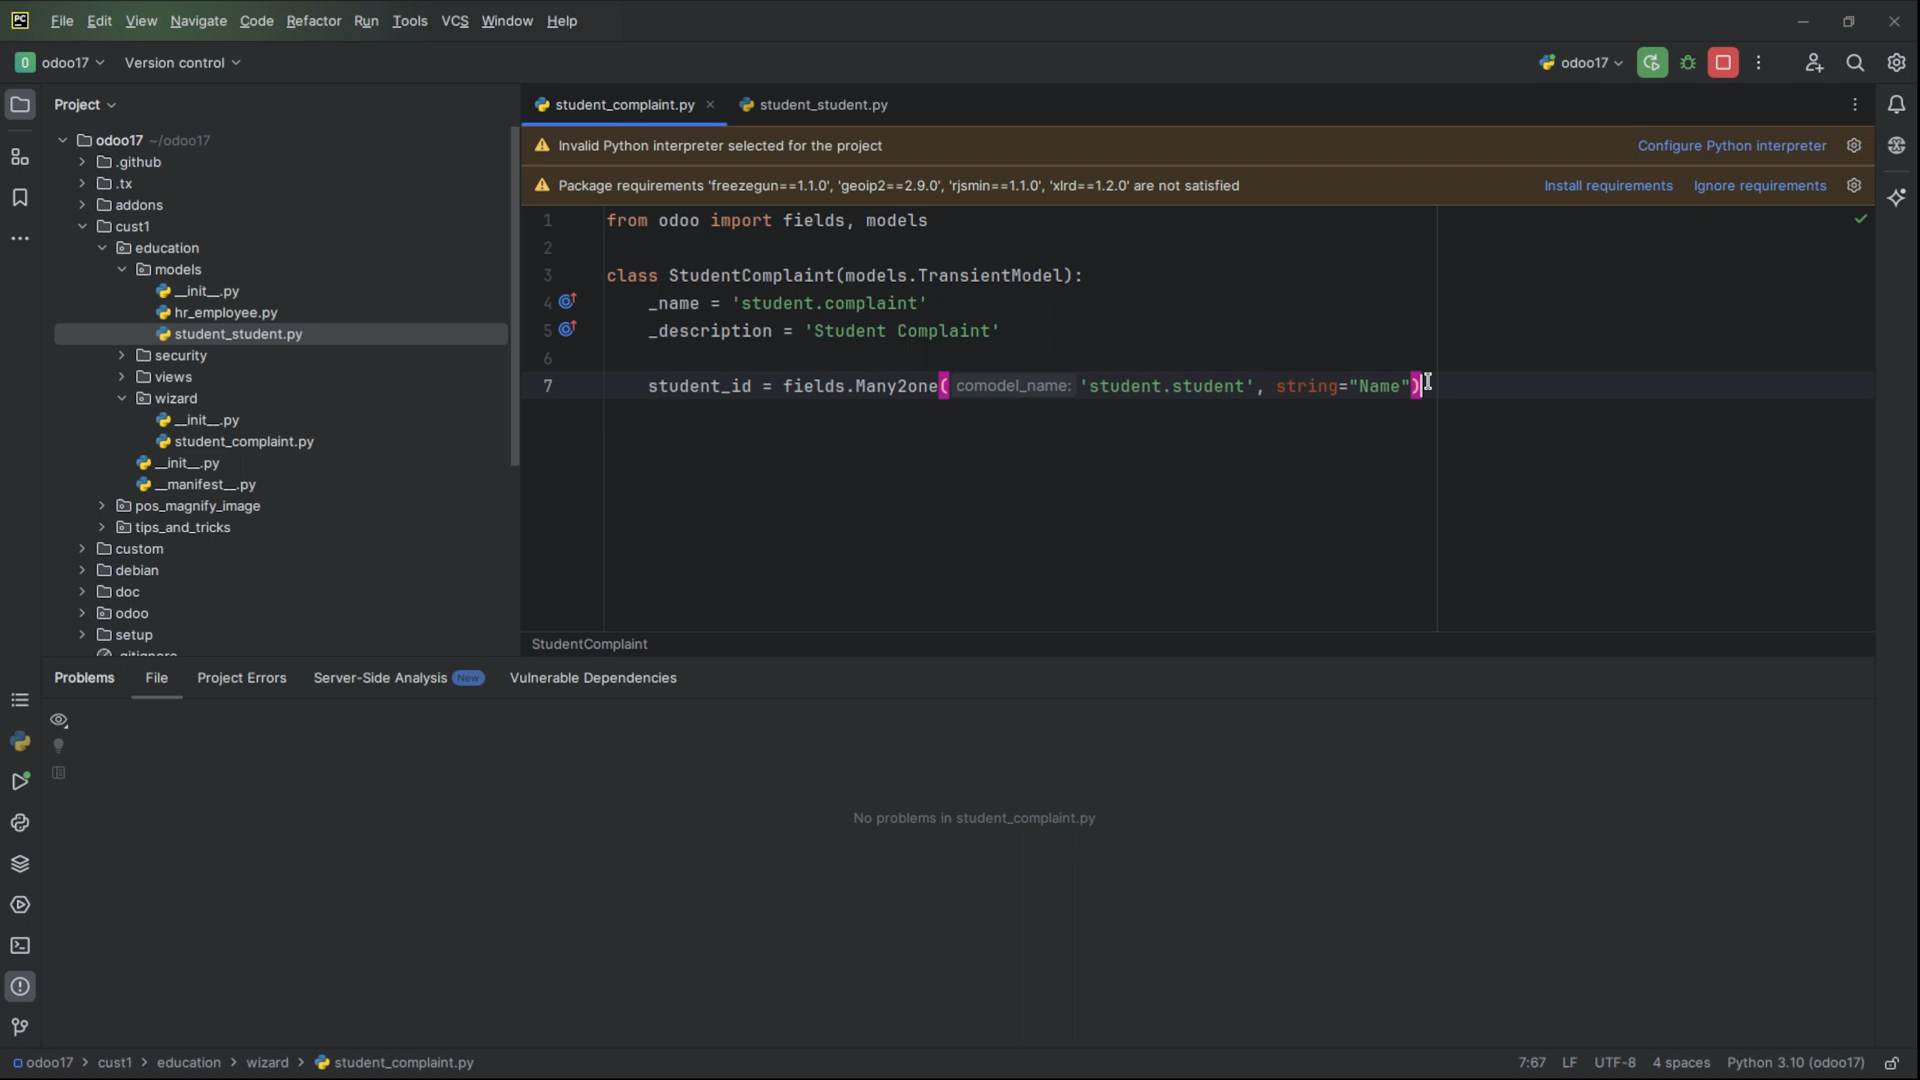 PC File Edit View Navigate Code Refactor Run Tools VCS Window Help
O odoo17 Version control odoo17
Project
student_complaint.py student_student.py
Invalid Python interpreter selected for the project Configure Python interpreter
Package requirements 'freezegun==1.1.0', 'geoip2==2.9.0', 'rjsmin==1.1.0', 'xlrd==1.2.0' are not satisfied Install requirements Ignore requirements
odoo17 ~/odoo17
.github
.tx
addons
cust1
education
models
__init__.py
hr_employee.py
student_student.py
security
views
wizard
__init__.py
student_complaint.py
__init__.py
__manifest__.py
pos_magnify_image
tips_and_tricks
custom
debian
doc
odoo
setup
.gitignore
1 from odoo import fields, models
2
3 class StudentComplaint(models.TransientModel):
4 _name = 'student.complaint'
5 _description = 'Student Complaint'
6
7 student_id = fields.Many2one( comodel_name: 'student.student', string="Name")
StudentComplaint
Problems File Project Errors Server-Side Analysis New Vulnerable Dependencies
No problems in student_complaint.py
odoo17 > cust1 > education > wizard > student_complaint.py 7:67 LF UTF-8 4 spaces Python 3.10 (odoo17)